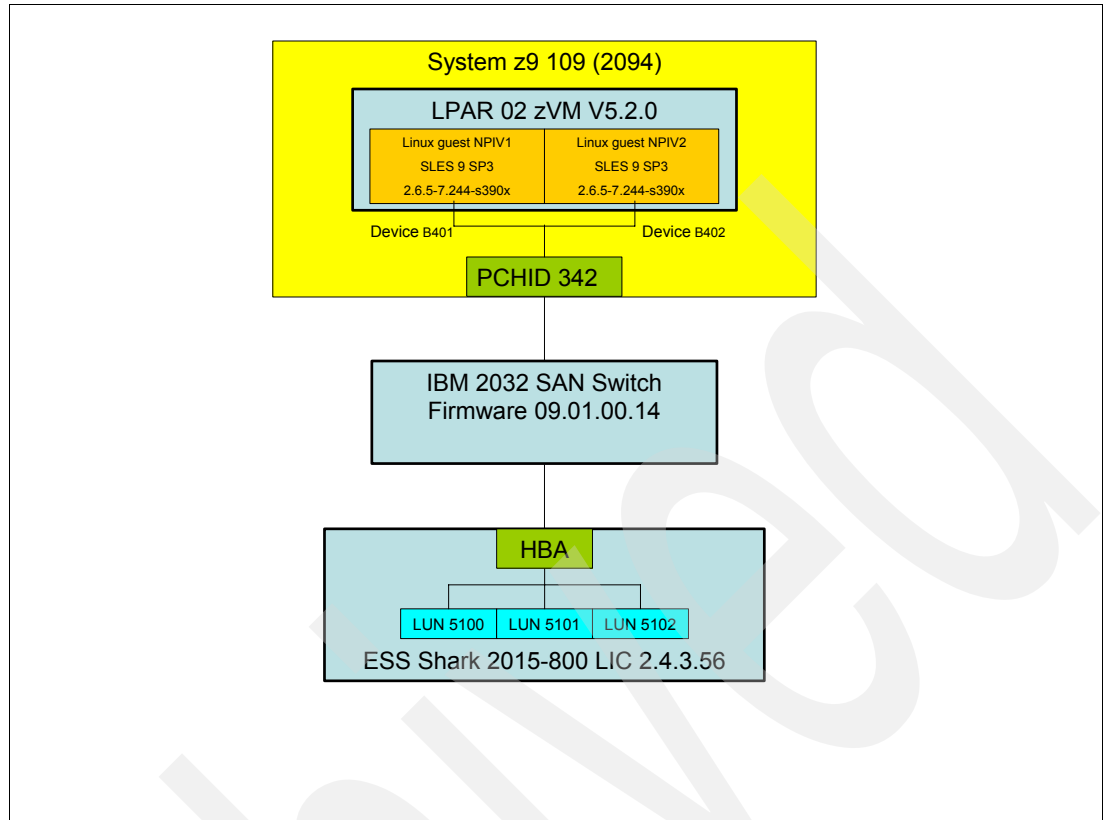 System z9 109 (2094)
LPAR 02 zVM V5.2.0
Linux guest NPIV1
SLES 9 SP3
2.6.5-7.244-s390x
Linux guest NPIV2
SLES 9 SP3
2.6.5-7.244-s390x
Device B401
Device B402
PCHID 342
IBM 2032 SAN Switch
Firmware 09.01.00.14
HBA
LUN 5100
LUN 5101
LUN 5102
ESS Shark 2015-800 LIC 2.4.3.56